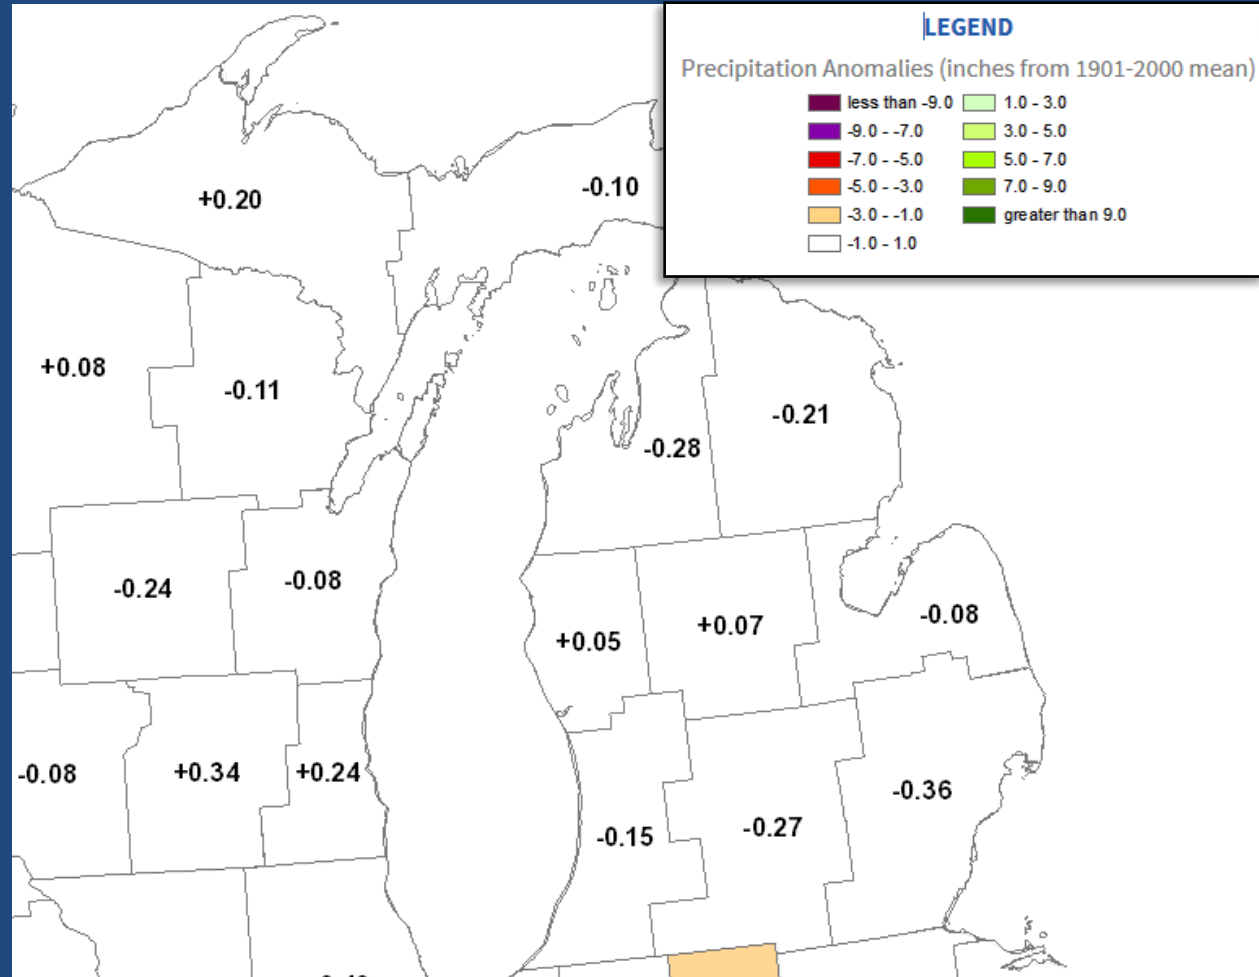 LEGEND
Precipitation Anomalies (inches from 1901-2000 mean)
less than -9.0 1.0 - 3.0
-9.0 - -7.0 3.0 - 5.0
-7.0 - -5.0 5.0 - 7.0
-5.0 - -3.0 7.0 - 9.0
-3.0 - -1.0 greater than 9.0
-1.0 - 1.0
+0.20
-0.10
+0.08
-0.11
-0.21
-0.28
-0.24
-0.08
-0.08
+0.05
+0.07
-0.08
+0.34
+0.24
-0.36
-0.15
-0.27